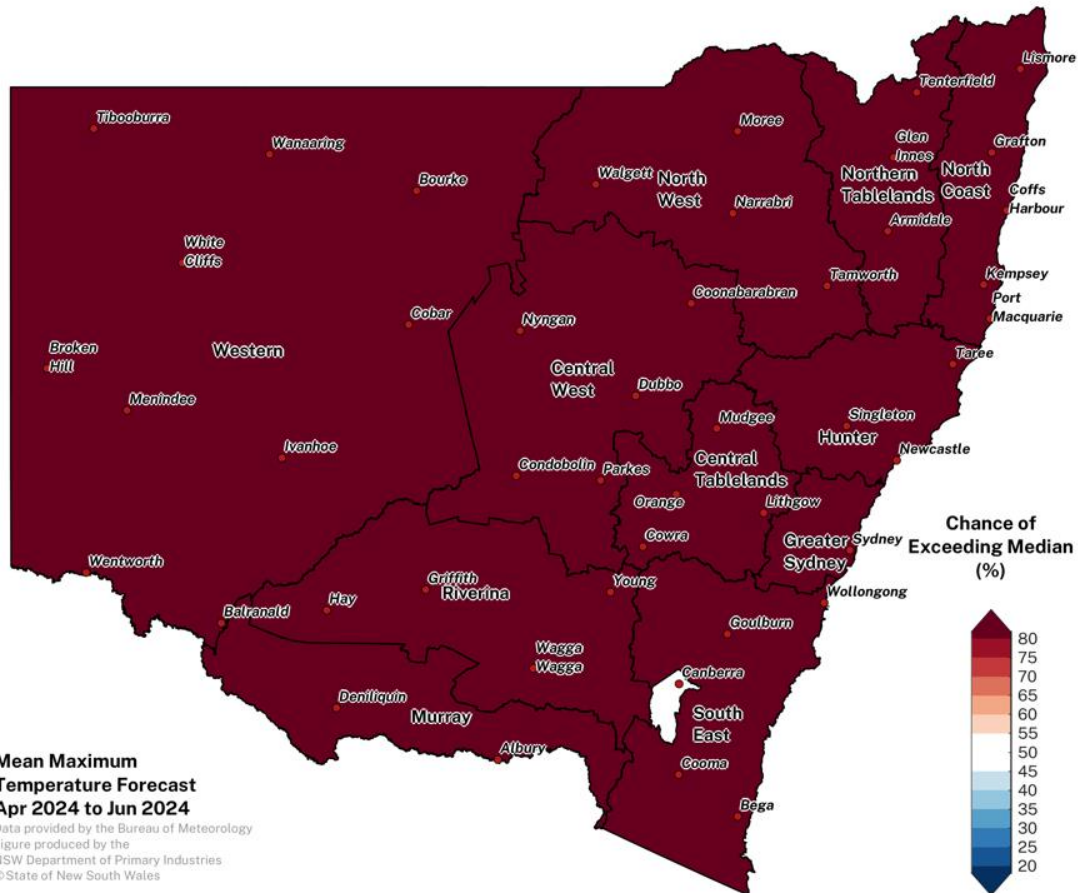 Lismore
Tenterfield
Tibooburra
Moree
Wanaaring
Glen
Innes
Grafton
Walgett
North
West
Northern
Tablelands
North
Coast
Bourke
Coffs
Harbour
Narrabri
Armidale
White
Cliffs
Kempsey
Tamworth
Coonabarabran
Port
Macquarie
Cobar
Nyngan
Broken
Hill
Western
Taree
Central
West
Dubbo
Menindee
Mudgee
Singleton
Hunter
Ivanhoe
Newcastle
Central
Tablelands
Condobolin
Parkes
Orange
Lithgow
Cowra
Greater
Sydney
Sydney
Chance of
Exceeding Median
(%)
Wentworth
Griffith
Riverina
Young
Wollongong
Hay
Balranald
Goulburn
Wagga
Wagga
Canberra
Deniliquin
Murray
South
East
Albury
Cooma
Bega
80
75
70
65
60
55
50
45
40
35
30
25
20
Mean Maximum
Temperature Forecast
Apr 2024 to Jun 2024
Data provided by the Bureau of Meteorology
Figure produced by the
NSW Department of Primary Industries
© State of New South Wales